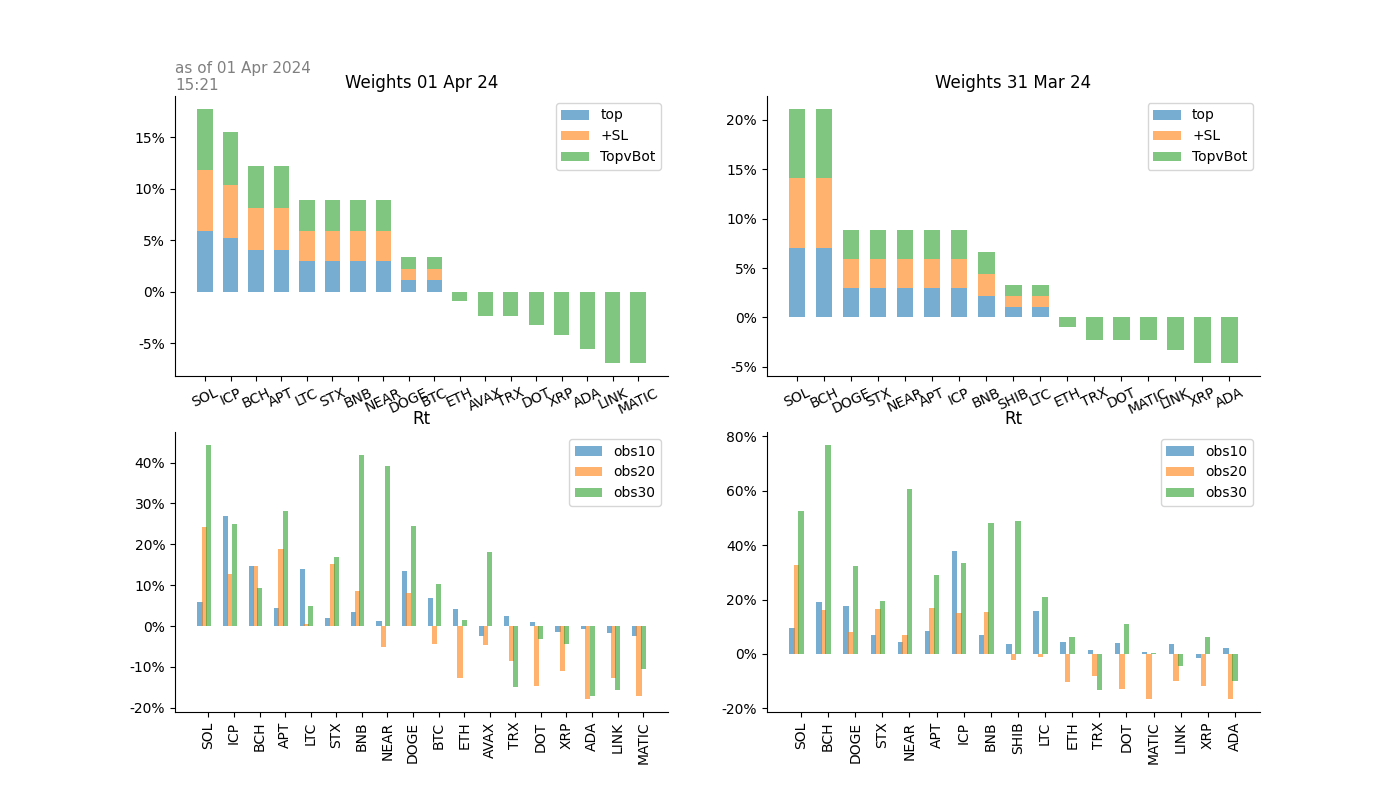 as of 01 Apr 2024
15:21
Weights 01 Apr 24
top
+SL
TopvBot
15%
10%
5%
0%
-5%
SOL ICP BCH APT LTC STX BNB NEAR DOGE BTC ETH AVAX TRX DOT XRP ADA LINK MATIC
Weights 31 Mar 24
top
+SL
TopvBot
20%
15%
10%
5%
0%
-5%
SOL BCH DOGE STX NEAR APT ICP BNB SHIB LTC ETH TRX DOT MATIC LINK XRP ADA
Rt
obs10
obs20
obs30
40%
30%
20%
10%
0%
-10%
-20%
SOL ICP BCH APT LTC STX BNB NEAR DOGE BTC ETH AVAX TRX DOT XRP ADA LINK MATIC
Rt
obs10
obs20
obs30
80%
60%
40%
20%
0%
-20%
SOL BCH DOGE STX NEAR APT ICP BNB SHIB LTC ETH TRX DOT MATIC LINK XRP ADA